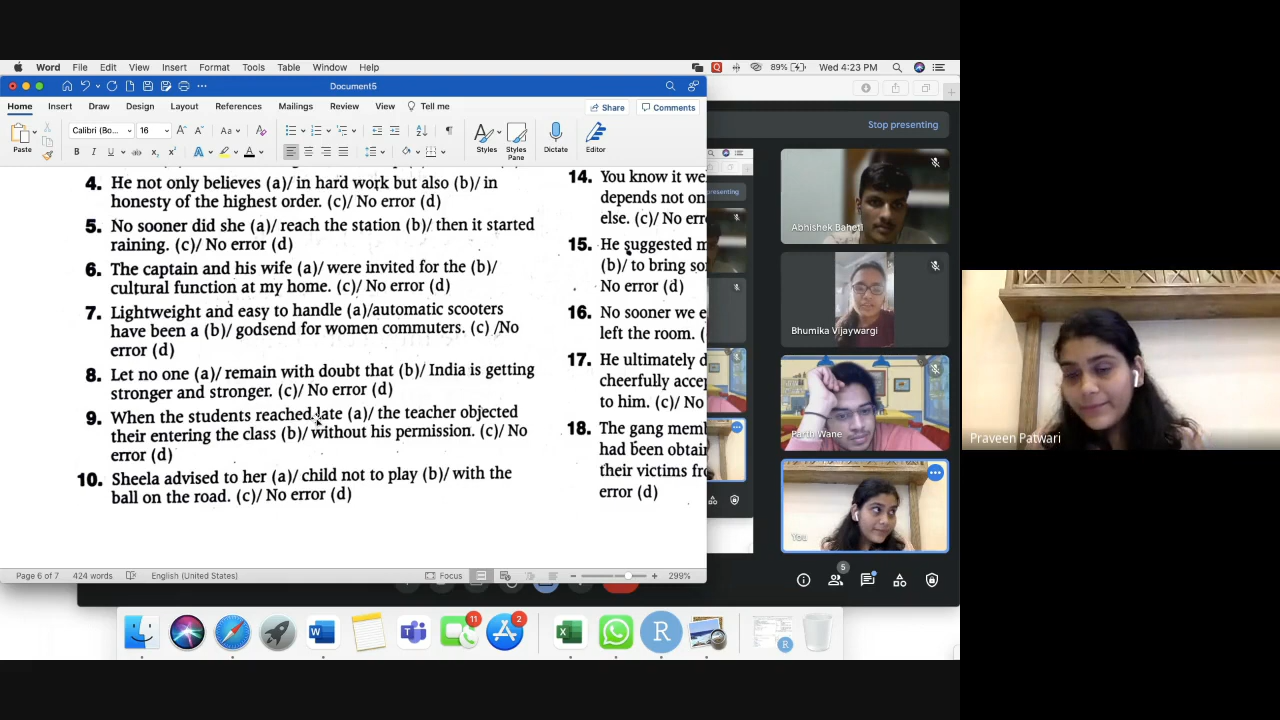 Word File Edit View Insert Format Tools Table Window Help
89% Wed 4:23 PM
Document5
Home Insert Draw Design Layout References Mailings Review View Tell me
Share Comments
Stop presenting
Paste
Calibri (Bo... 16
Aa
Styles
Styles Pane
Dictate
Editor
presenting
4. He not only believes (a)/ in hard work but also (b)/ in
honesty of the highest order. (c)/ No error (d)
5. No sooner did she (a)/ reach the station (b)/ then it started
raining. (c)/ No error (d)
6. The captain and his wife (a)/ were invited for the (b)/
cultural function at my home. (c)/ No error (d)
7. Lightweight and easy to handle (a)/automatic scooters
have been a (b)/ godsend for women commuters. (c) /No
error (d)
8. Let no one (a)/ remain with doubt that (b)/ India is getting
stronger and stronger. (c)/ No error (d)
9. When the students reached late (a)/ the teacher objected
their entering the class (b)/ without his permission. (c)/ No
error (d)
10. Sheela advised to her (a)/ child not to play (b)/ with the
ball on the road. (c)/ No error (d)
14. You know it we
depends not on
else. (c)/ No err
15. He suggested m
(b)/ to bring so
No error (d)
16. No sooner we e
left the room. (
17. He ultimately d
cheerfully acce
to him. (c)/ No
18. The gang mem
had been obtai
their victims fr
error (d)
Abhishek Baheti
Bhumika Vijaywargi
Parth Wane
You
Praveen Patwari
5
Page 6 of 7 424 words English (United States) Focus 299%
11
2